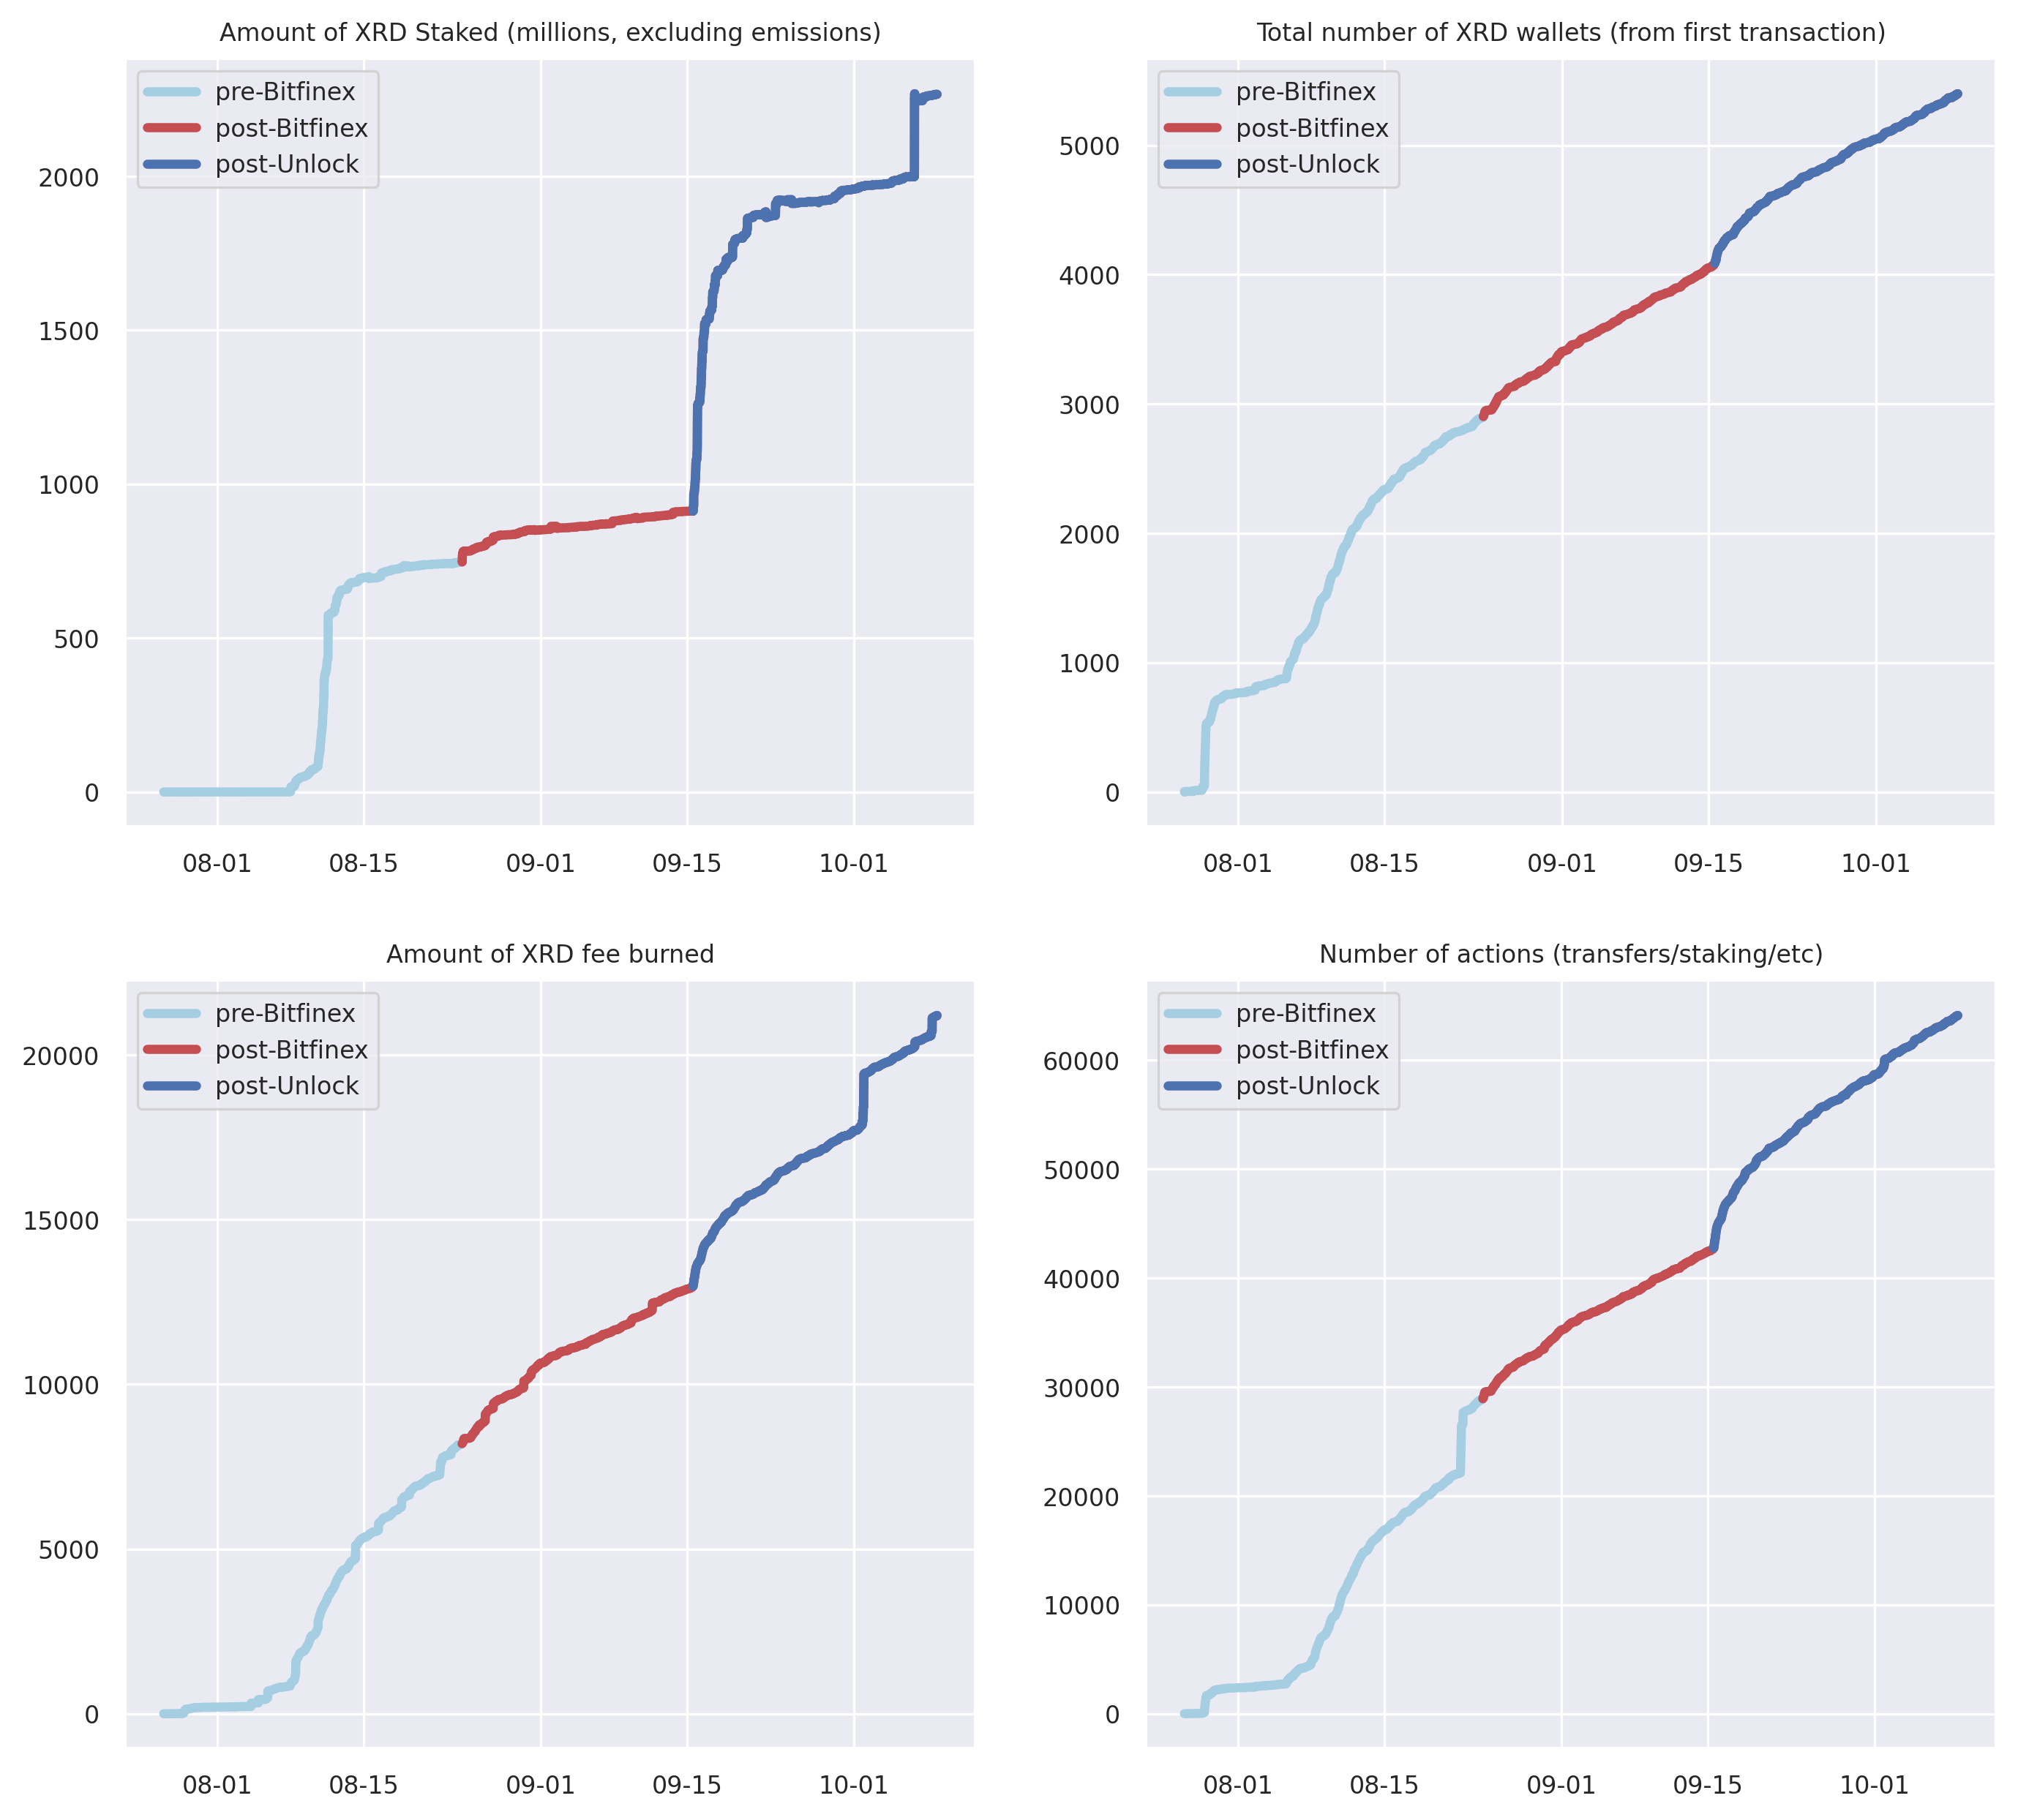 Amount of XRD Staked (millions, excluding emissions)
pre-Bitfinex
post-Bitfinex
post-Unlock
2000
1500
1000
500
0
08-01 08-15 09-01 09-15 10-01
Total number of XRD wallets (from first transaction)
pre-Bitfinex
post-Bitfinex
post-Unlock
5000
4000
3000
2000
1000
0
08-01 08-15 09-01 09-15 10-01
Amount of XRD fee burned
pre-Bitfinex
post-Bitfinex
post-Unlock
20000
15000
10000
5000
0
08-01 08-15 09-01 09-15 10-01
Number of actions (transfers/staking/etc)
pre-Bitfinex
post-Bitfinex
post-Unlock
60000
50000
40000
30000
20000
10000
0
08-01 08-15 09-01 09-15 10-01